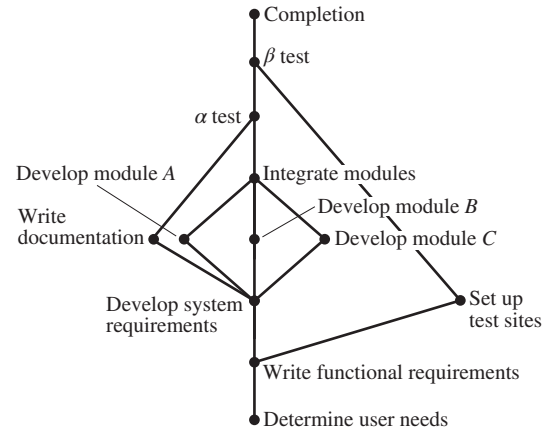 Completion
β test
α test
Develop module A
Integrate modules
Develop module B
Write
documentation
Develop module C
Develop system
requirements
Set up
test sites
Write functional requirements
Determine user needs